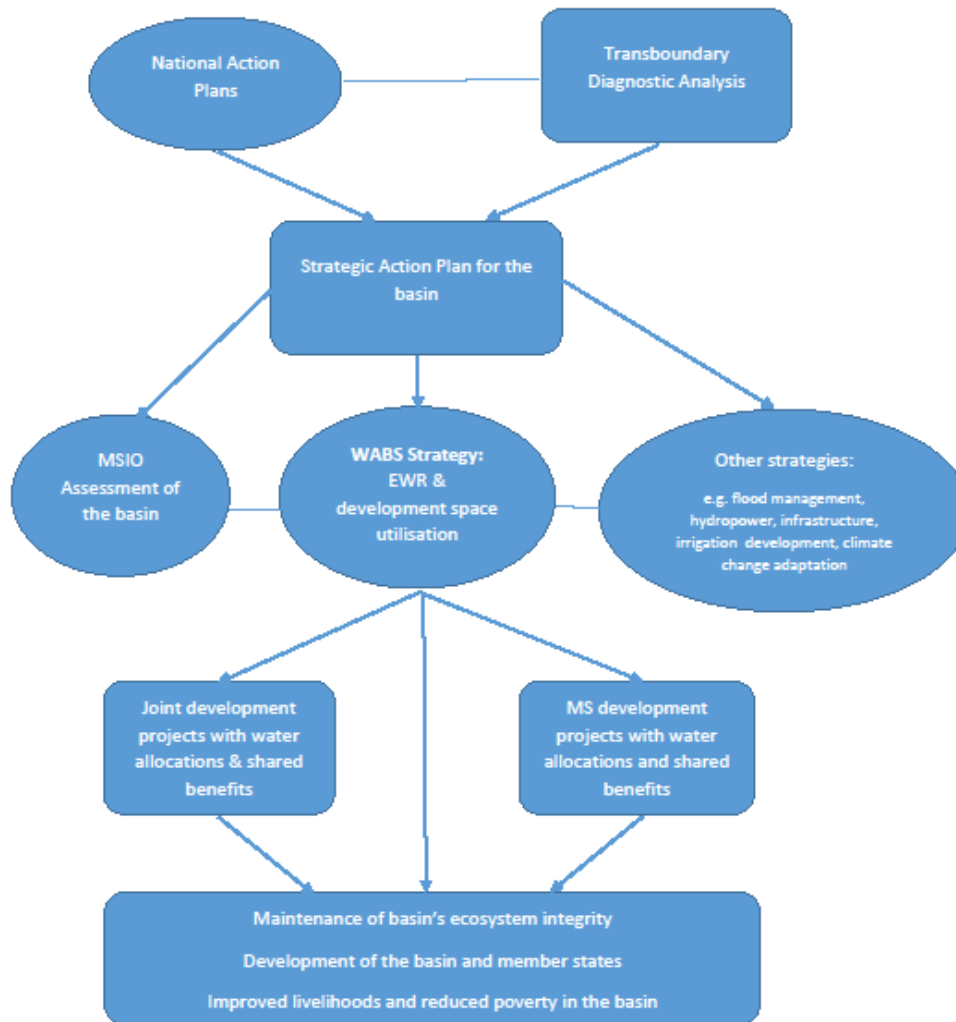 National Action
Plans
Transboundary
Diagnostic Analysis
Strategic Action Plan for the
basin
MSIO
Assessment of
the basin
WABS Strategy:
EWR &
development space
utilisation
Other strategies:
e.g. flood management,
hydropower, infrastructure,
irrigation development, climate
change adaptation
Joint development
projects with water
allocations & shared
benefits
MS development
projects with water
allocations and shared
benefits
Maintenance of basin's ecosystem integrity
Development of the basin and member states
Improved livelihoods and reduced poverty in the basin